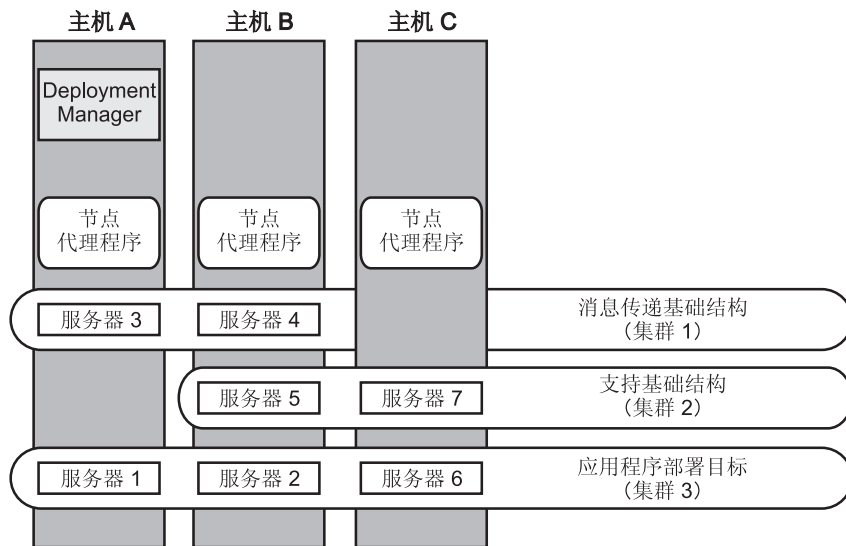 主机 A
主机 B
主机 C
Deployment
Manager
节点
代理程序
节点
代理程序
节点
代理程序
服务器 3
服务器 4
消息传递基础结构
（集群 1）
服务器 5
服务器 7
支持基础结构
（集群 2）
服务器 1
服务器 2
服务器 6
应用程序部署目标
（集群 3）